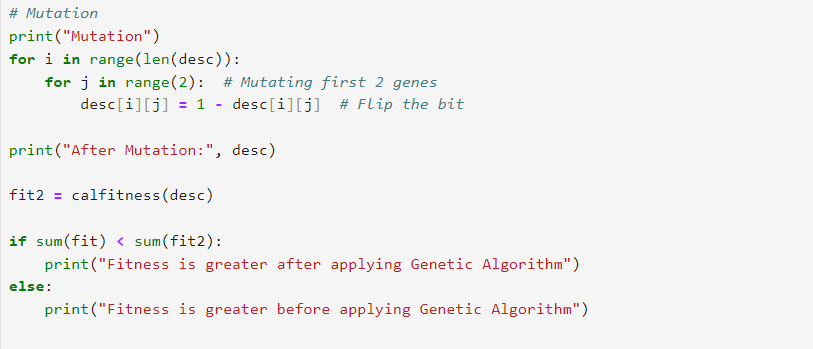 # Mutation
print("Mutation")
for i in range(len(desc)):
    for j in range(2):  # Mutating first 2 genes
        desc[i][j] = 1 - desc[i][j]  # Flip the bit
print("After Mutation:", desc)
fit2 = calfitness(desc)
if sum(fit) < sum(fit2):
    print("Fitness is greater after applying Genetic Algorithm")
else:
    print("Fitness is greater before applying Genetic Algorithm")